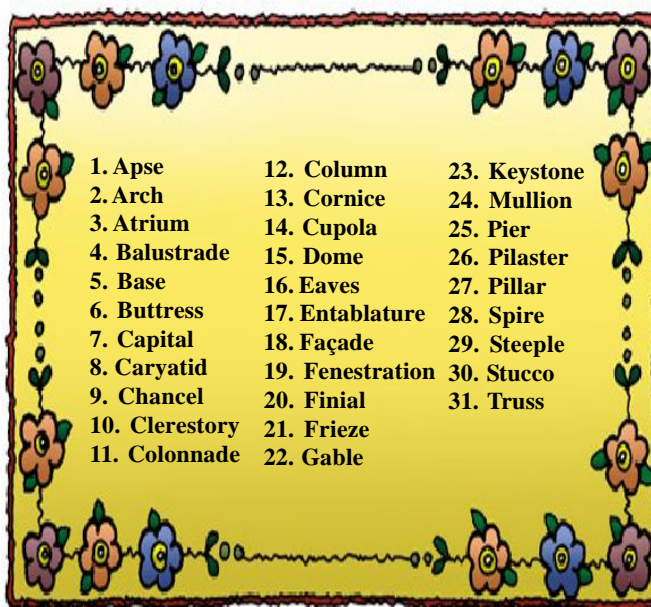 1. Apse
2. Arch
3. Atrium
4. Balustrade
5. Base
6. Buttress
7. Capital
8. Caryatid
9. Chancel
10. Clerestory
11. Colonnade
12. Column
13. Cornice
14. Cupola
15. Dome
16. Eaves
17. Entablature
18. Façade
19. Fenestration
20. Finial
21. Frieze
22. Gable
23. Keystone
24. Mullion
25. Pier
26. Pilaster
27. Pillar
28. Spire
29. Steeple
30. Stucco
31. Truss